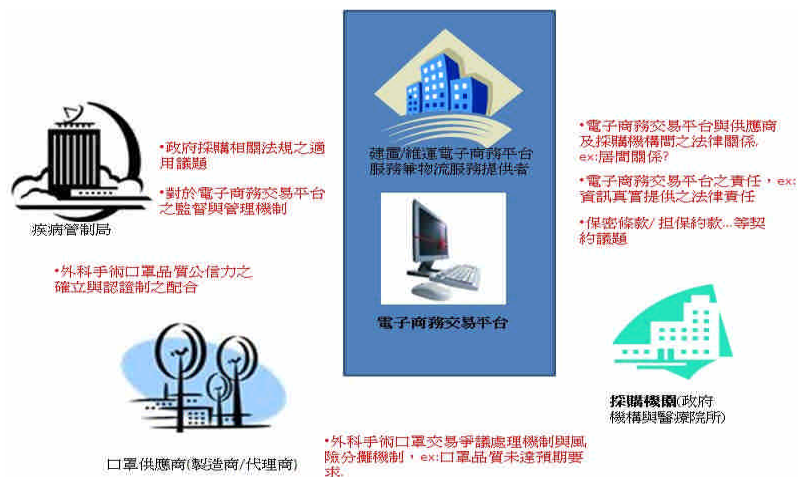 •政府採購相關法規之適
用議題
•對於電子商務交易平台
之監督與管理機制
疾病管制局
•外科手術口罩品質公信力之
確立與認證制之配合
建置/維運電子商務平台
服務兼物流服務提供者
電子商務交易平台
•電子商務交易平台與供應商
及採購機構間之法律關係,
ex:居間關係?
•電子商務交易平台之責任，ex:
資訊真實提供之法律責任
•保密條款/ 担保約款...等契
約議題
採購機關(政府
機構與醫療院所)
口罩供應商(製造商/代理商)
•外科手術口罩交易爭議處理機制與風
險分攤機制，ex:口罩品質未達預期要
求.